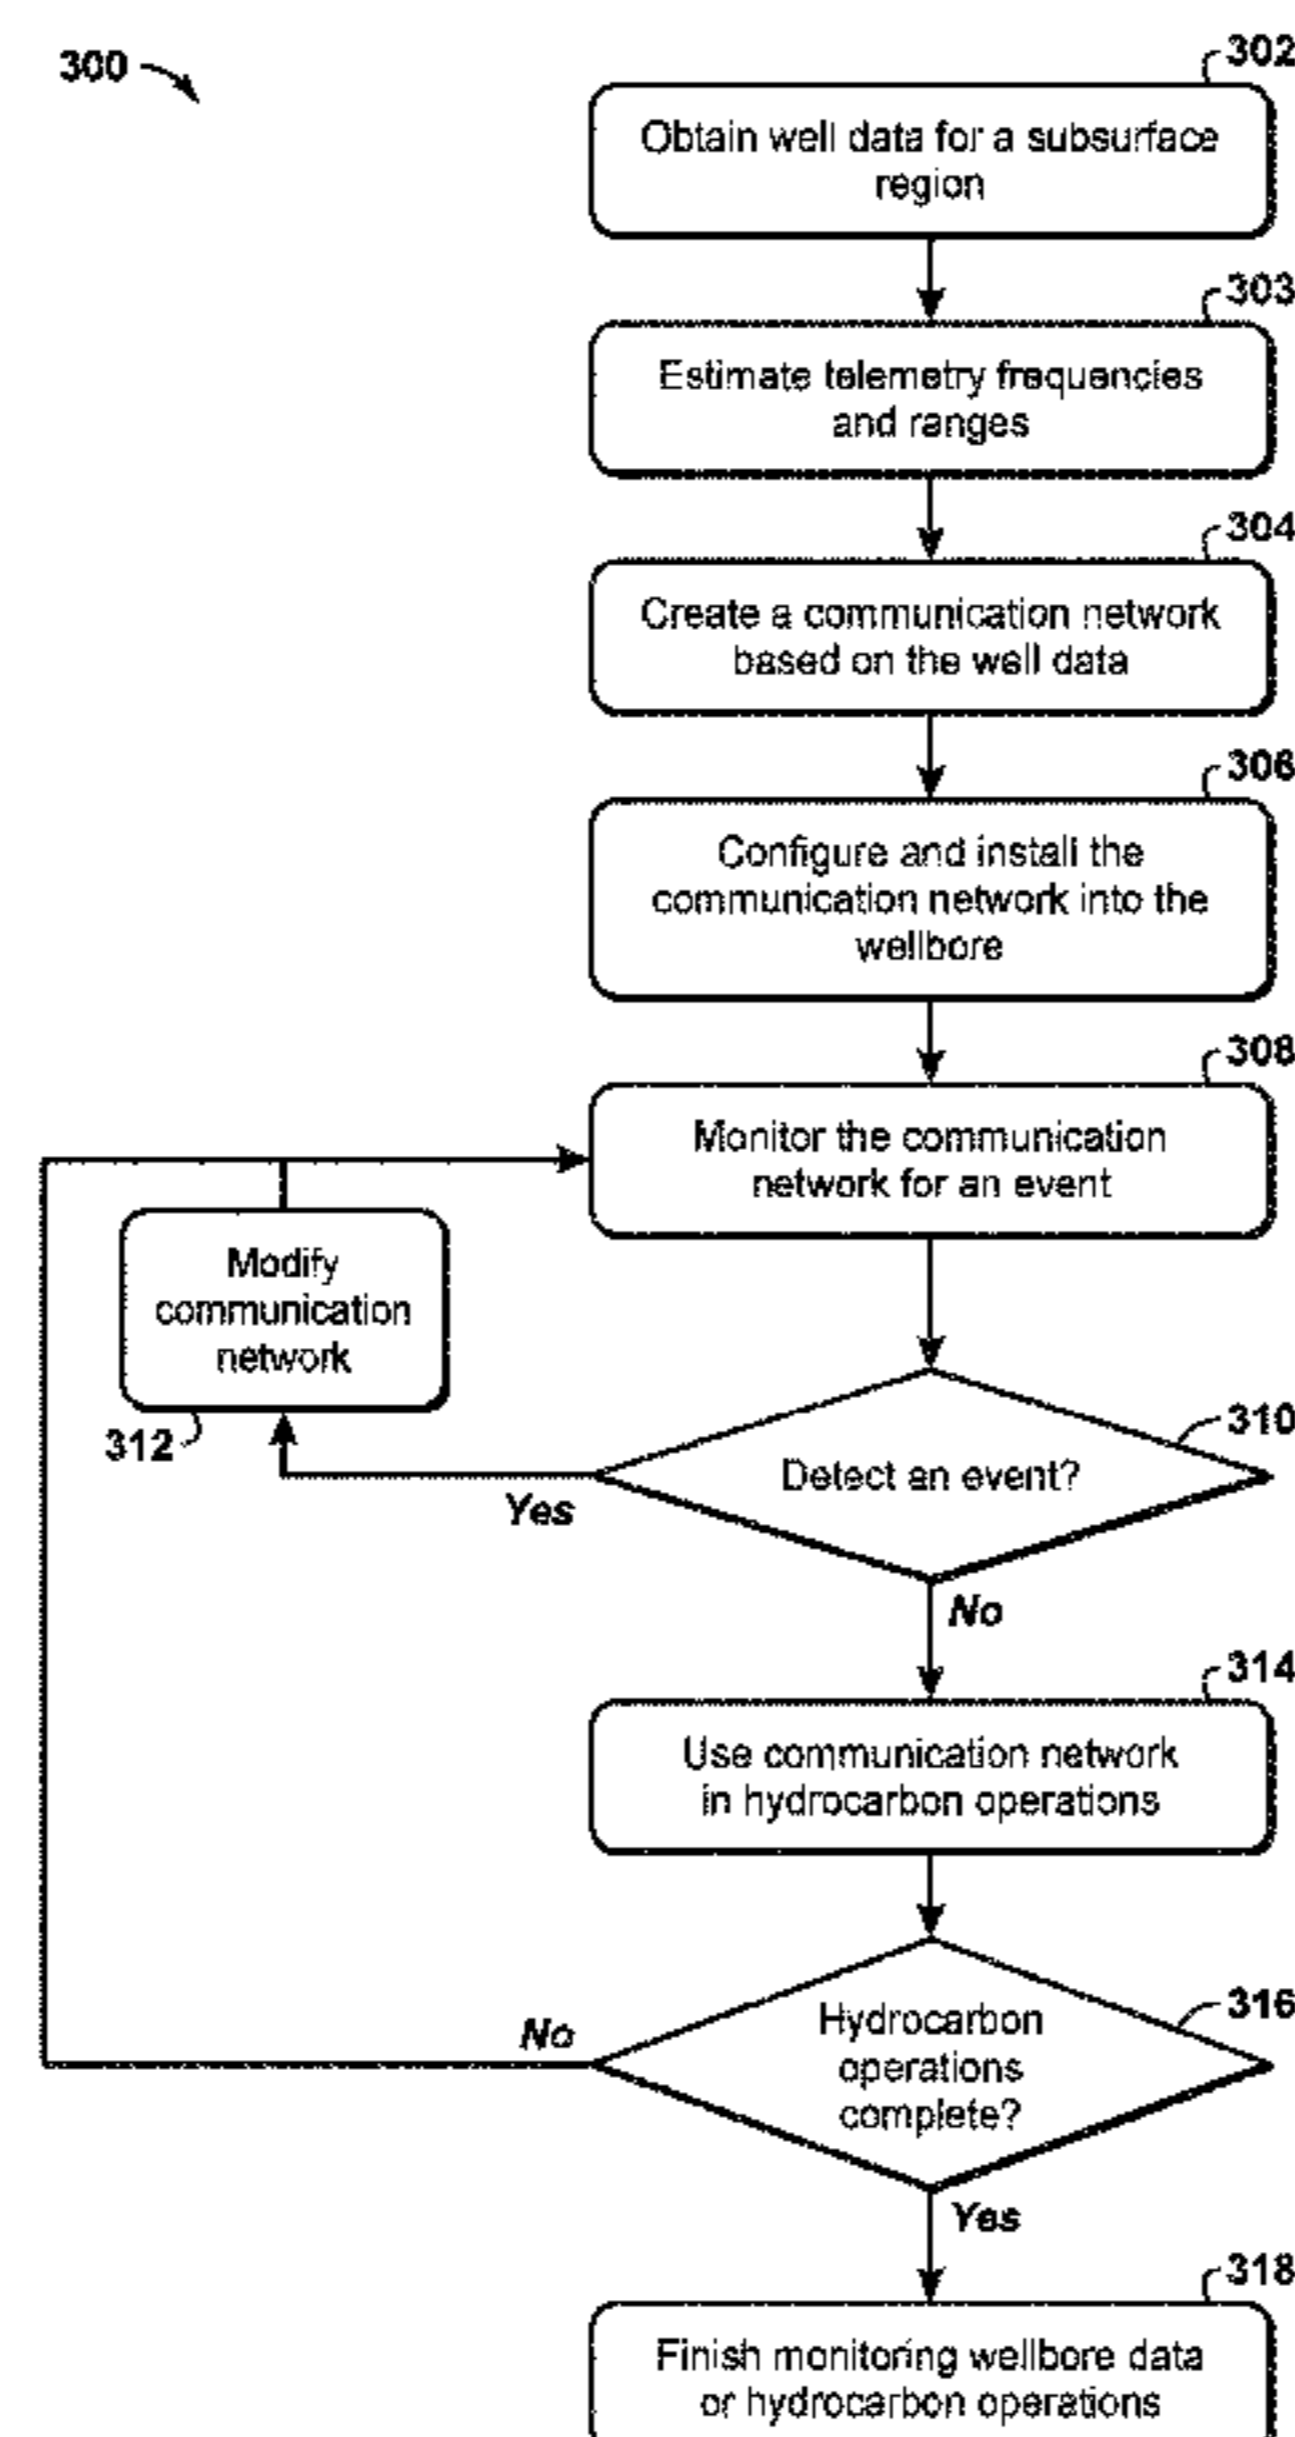 300
302
Obtain well data for a subsurface
region
303
Estimate telemetry frequencies
and ranges
304
Create a communication network
based on the well data
306
Configure and install the
communication network into the
wellbore
308
Monitor the communication
network for an event
Modify
communication
network
312
310
Detect an event?
Yes
No
314
Use communication network
in hydrocarbon operations
316
Hydrocarbon
operations
complete?
No
Yes
318
Finish monitoring wellbore data
or hydrocarbon operations